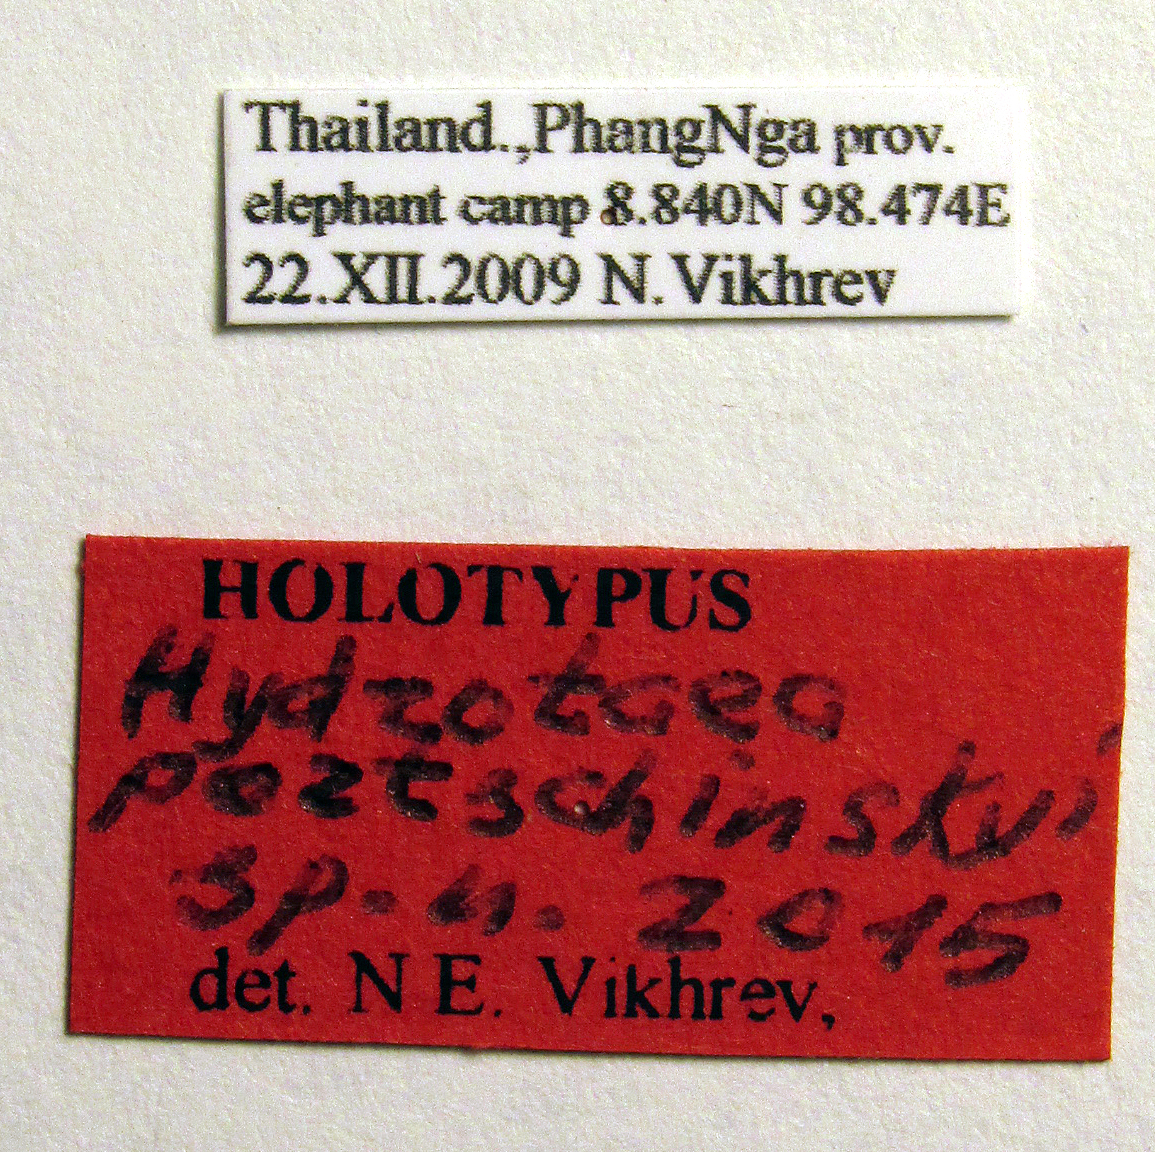 Thailand.,PhangNga prov.
elephant camp 8.840N 98.474E
22.XII.2009 N. Vikhrev
HOLOTYPUS
Hydrotaea
portschinskyi
sp. n. 2015
det. N E. Vikhrev,